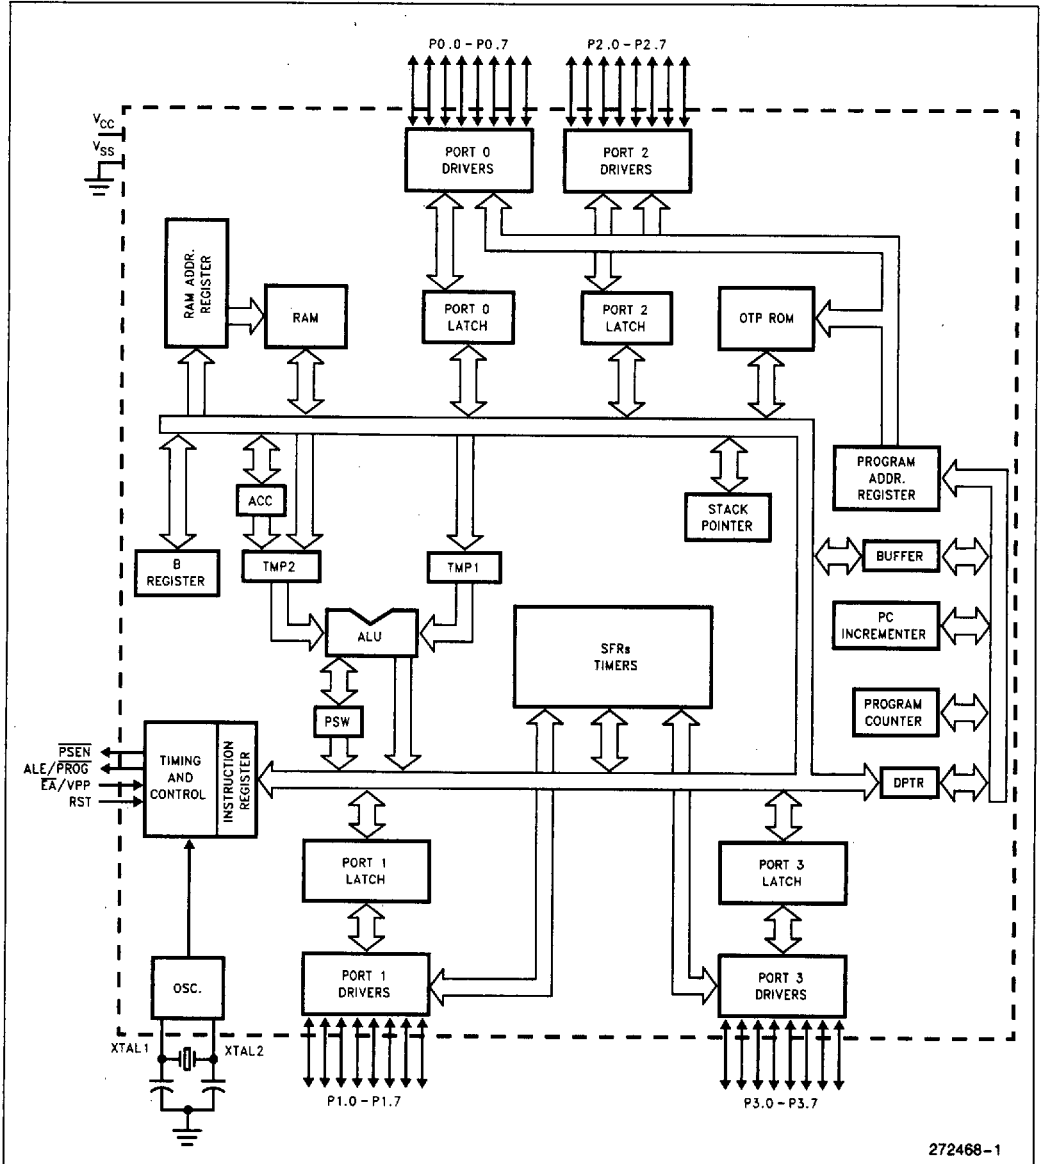 P0.0-P0.7
P2.0-P2.7
VCC
VSS
PORT 0
DRIVERS
PORT 2
DRIVERS
RAM ADDR.
REGISTER
RAM
PORT 0
LATCH
PORT 2
LATCH
OTP ROM
PROGRAM
ADDR.
REGISTER
ACC
STACK
POINTER
B
REGISTER
TMP2
TMP1
BUFFER
ALU
SFRs
TIMERS
PC
INCREMENTER
PSW
PROGRAM
COUNTER
PSEN
ALE/PROG
EA/VPP
RST
TIMING
AND
CONTROL
INSTRUCTION
REGISTER
DPTR
PORT 1
LATCH
PORT 3
LATCH
OSC.
PORT 1
DRIVERS
PORT 3
DRIVERS
XTAL1
XTAL2
P1.0-P1.7
P3.0-P3.7
272468-1